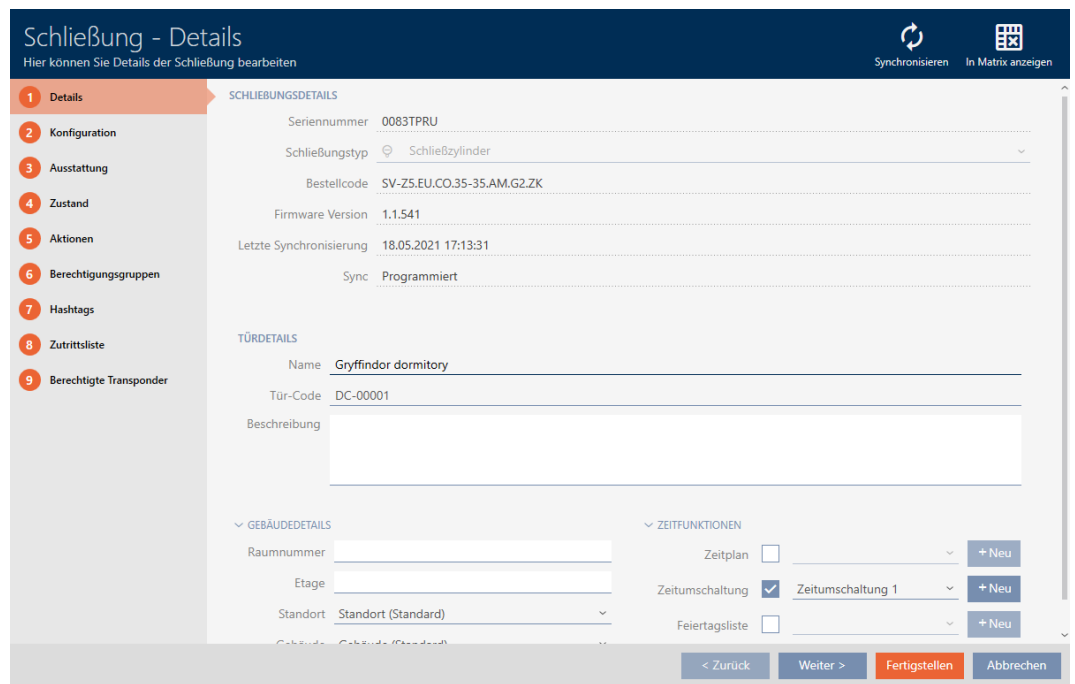 Schließung - Details
Hier können Sie Details der Schließung bearbeiten
Synchronisieren
In Matrix anzeigen
1 Details
2 Konfiguration
3 Ausstattung
4 Zustand
5 Aktionen
6 Berechtigungsgruppen
7 Hashtags
8 Zutrittsliste
9 Berechtigte Transponder
SCHLIEßUNGSDETAILS
Seriennummer 0083TPRU
Schließungstyp Schließzylinder
Bestellcode SV-Z5.EU.CO.35-35.AM.G2.ZK
Firmware Version 1.1.541
Letzte Synchronisierung 18.05.2021 17:13:31
Sync Programmiert
TÜRDETAILS
Name Gryffindor dormitory
Tür-Code DC-00001
Beschreibung
GEBÄUDEDETAILS
Raumnummer
Etage
Standort Standort (Standard)
Gebäude Gebäude (Standard)
ZEITFUNKTIONEN
Zeitplan + Neu
Zeitumschaltung Zeitumschaltung 1 + Neu
Feiertagsliste + Neu
< Zurück Weiter > Fertigstellen Abbrechen